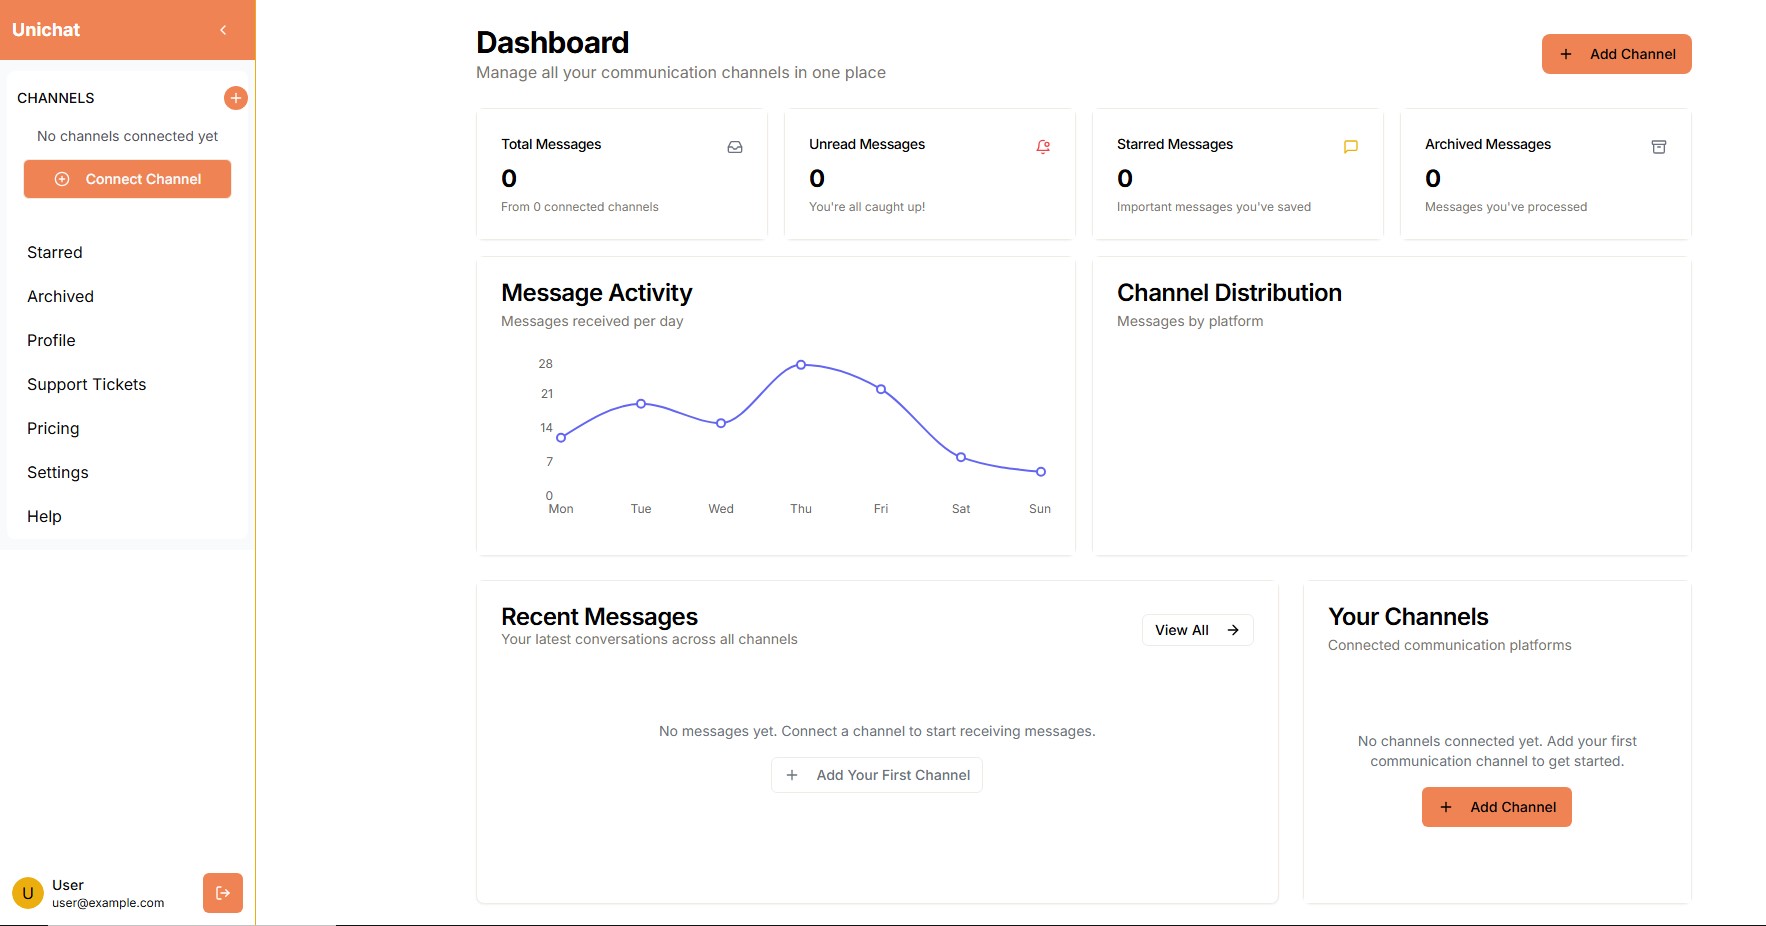 Unichat
CHANNELS
No channels connected yet
Connect Channel
Starred
Archived
Profile
Support Tickets
Pricing
Settings
Help
U
User
user@example.com
Dashboard
Manage all your communication channels in one place
Add Channel
Total Messages
0
From 0 connected channels
Unread Messages
0
You're all caught up!
Starred Messages
0
Important messages you've saved
Archived Messages
0
Messages you've processed
Message Activity
Messages received per day
28
21
14
7
0
Mon Tue Wed Thu Fri Sat Sun
Channel Distribution
Messages by platform
Recent Messages
Your latest conversations across all channels
View All
No messages yet. Connect a channel to start receiving messages.
Add Your First Channel
Your Channels
Connected communication platforms
No channels connected yet. Add your first
communication channel to get started.
Add Channel